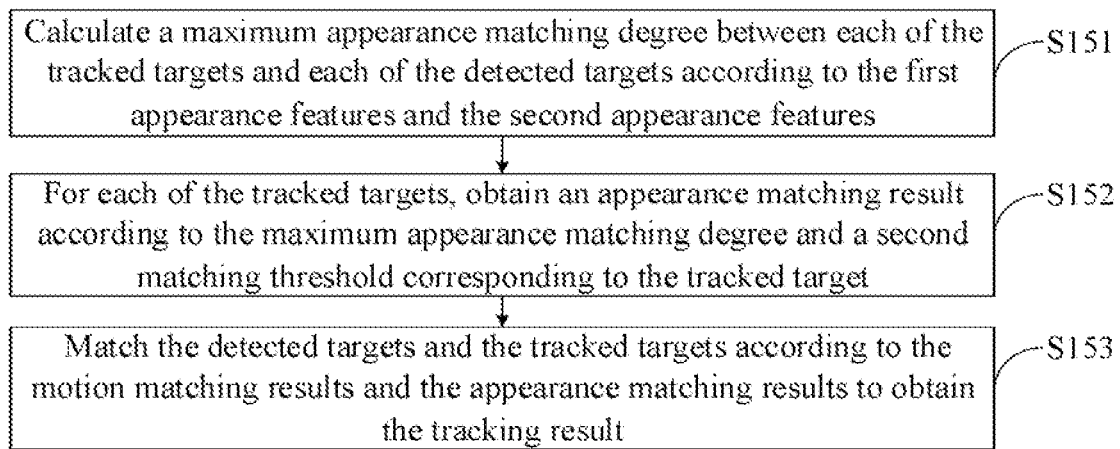 Calculate a maximum appearance matching degree between each of the
tracked targets and each of the detected targets according to the first
appearance features and the second appearance features
S151
For each of the tracked targets, obtain an appearance matching result
according to the maximum appearance matching degree and a second
matching threshold corresponding to the tracked target
S152
Match the detected targets and the tracked targets according to the
motion matching results and the appearance matching results to obtain
the tracking result
S153